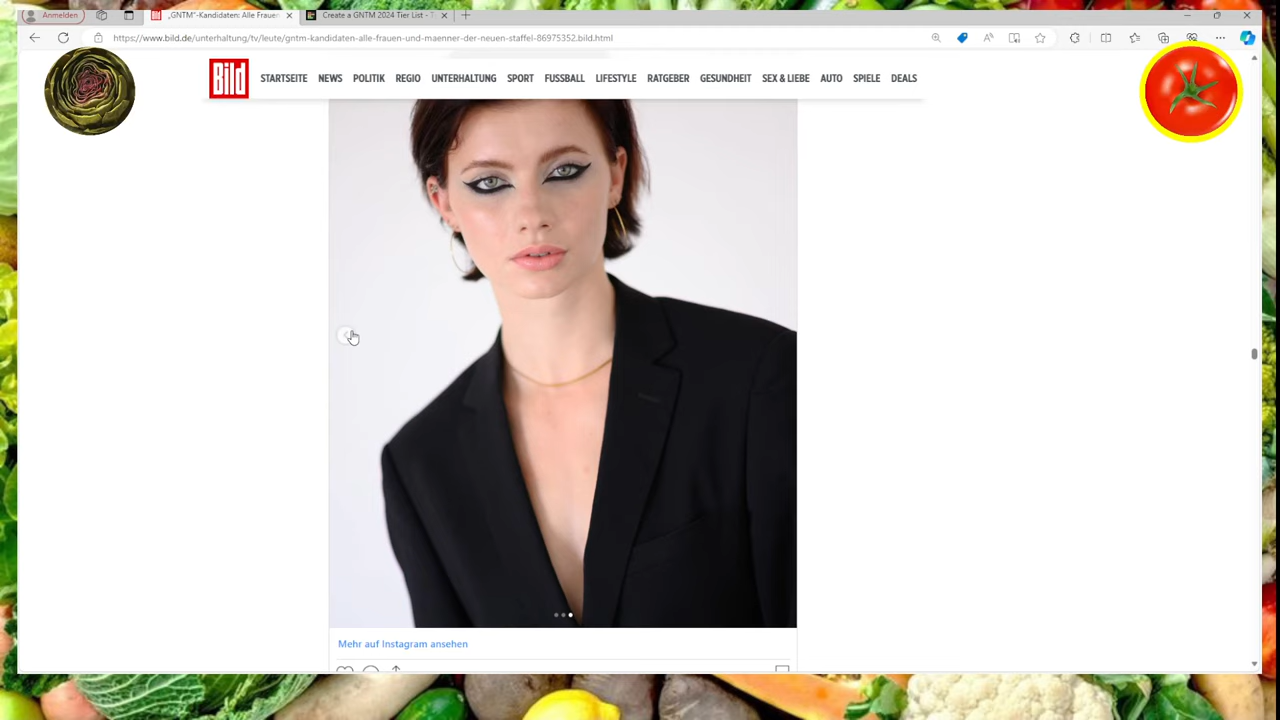 Anmelden
„GNTM"-Kandidaten: Alle Frauen
Create a GNTM 2024 Tier List - T
https://www.bild.de/unterhaltung/tv/leute/gntm-kandidaten-alle-frauen-und-maenner-der-neuen-staffel-86975352.bild.html
Bild
STARTSEITE NEWS POLITIK REGIO UNTERHALTUNG SPORT FUSSBALL LIFESTYLE RATGEBER GESUNDHEIT SEX & LIEBE AUTO SPIELE DEALS
Mehr auf Instagram ansehen